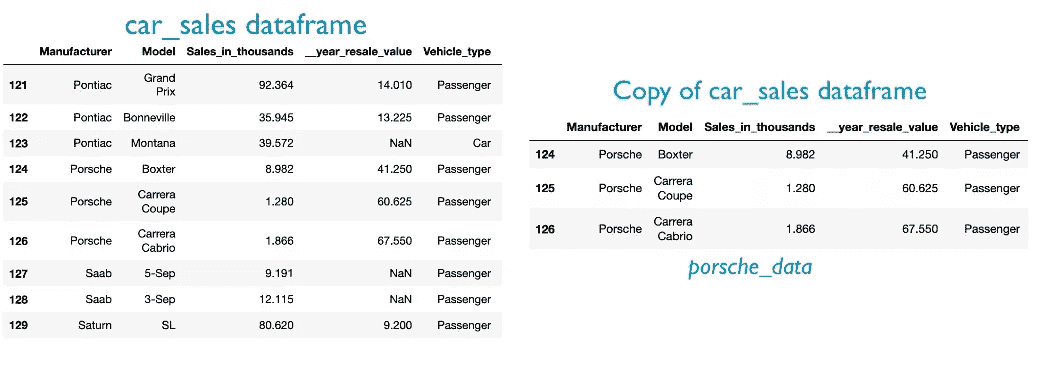 car_sales dataframe
Manufacturer Model Sales_in_thousands __year_resale_value Vehicle_type
121 Pontiac Grand Prix 92.364 14.010 Passenger
122 Pontiac Bonneville 35.945 13.225 Passenger
123 Pontiac Montana 39.572 NaN Car
124 Porsche Boxter 8.982 41.250 Passenger
125 Porsche Carrera Coupe 1.280 60.625 Passenger
126 Porsche Carrera Cabrio 1.866 67.550 Passenger
127 Saab 5-Sep 9.191 NaN Passenger
128 Saab 3-Sep 12.115 NaN Passenger
129 Saturn SL 80.620 9.200 Passenger
Copy of car_sales dataframe
Manufacturer Model Sales_in_thousands __year_resale_value Vehicle_type
124 Porsche Boxter 8.982 41.250 Passenger
125 Porsche Carrera Coupe 1.280 60.625 Passenger
126 Porsche Carrera Cabrio 1.866 67.550 Passenger
porsche_data